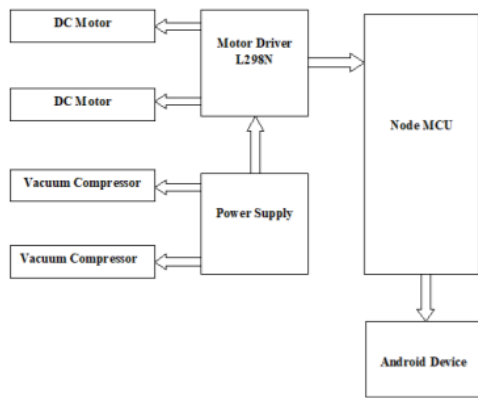 DC Motor
Motor Driver
L298N
DC Motor
Node MCU
Vacuum Compressor
Power Supply
Vacuum Compressor
Android Device